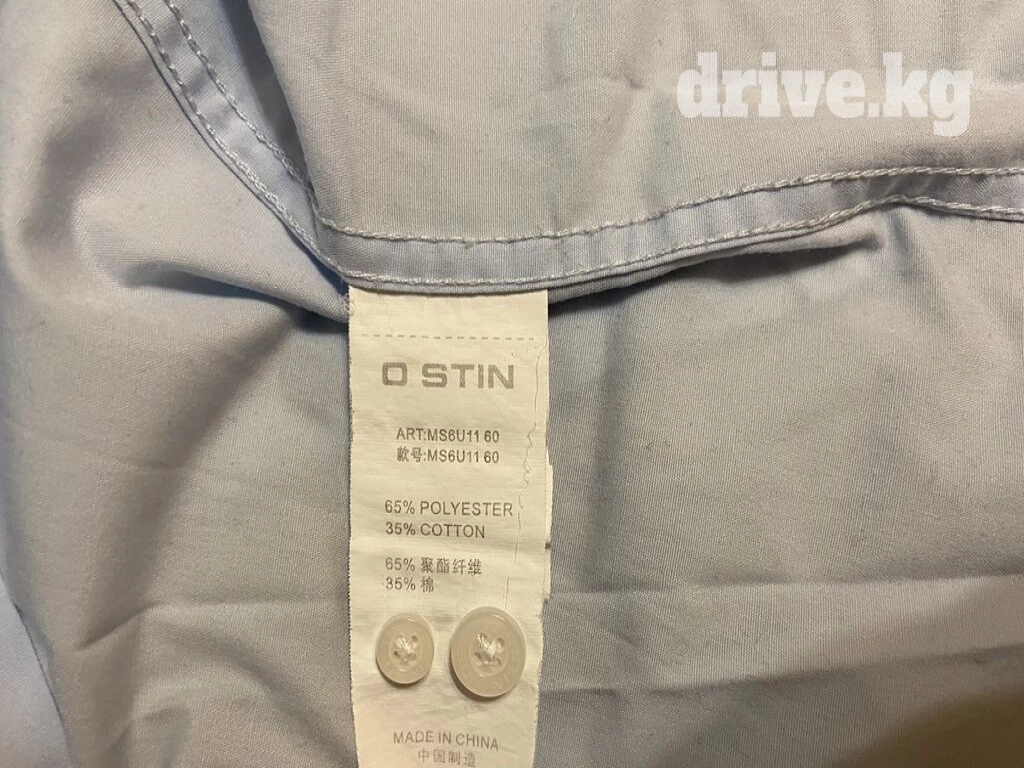 drive.kg
O STIN
ART:MS6U11 60
款号:MS6U11 60
65% POLYESTER
35% COTTON
65% 聚酯纤维
35% 棉
MADE IN CHINA
中国制造